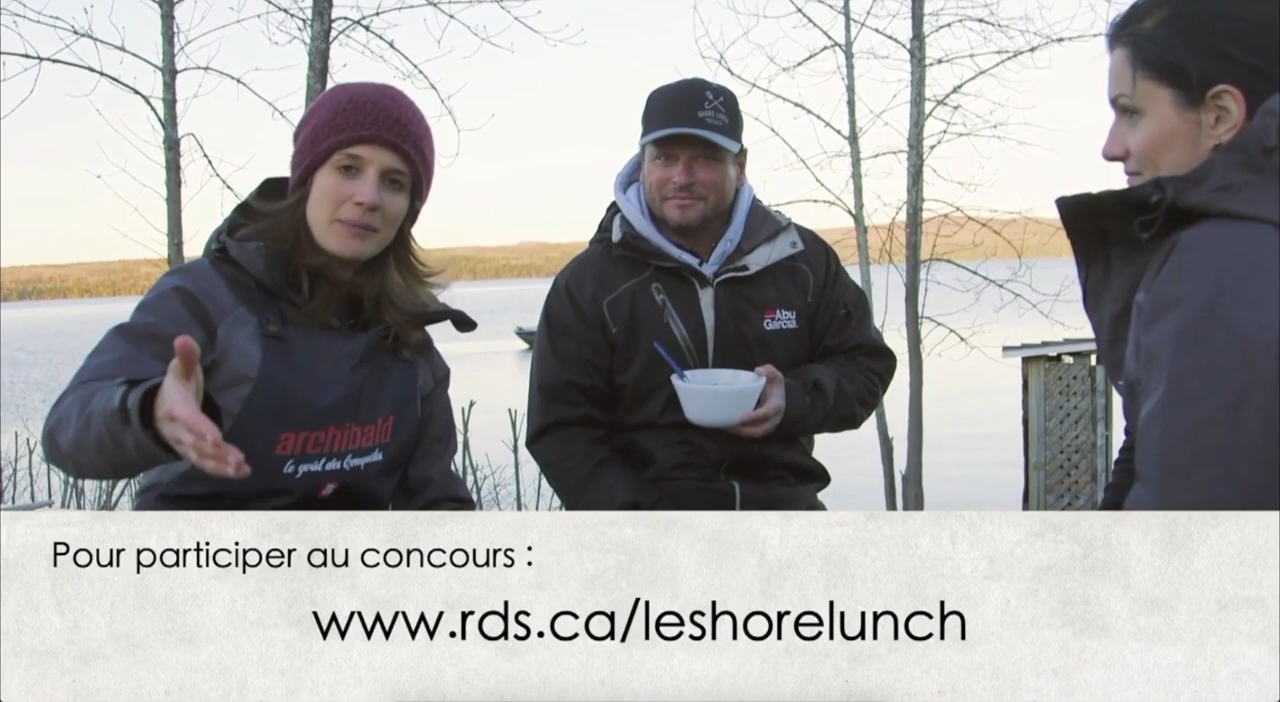 Abu
Garcia
archibald
le goût des conquêtes
Pour participer au concours :
www.rds.ca/leshorelunch